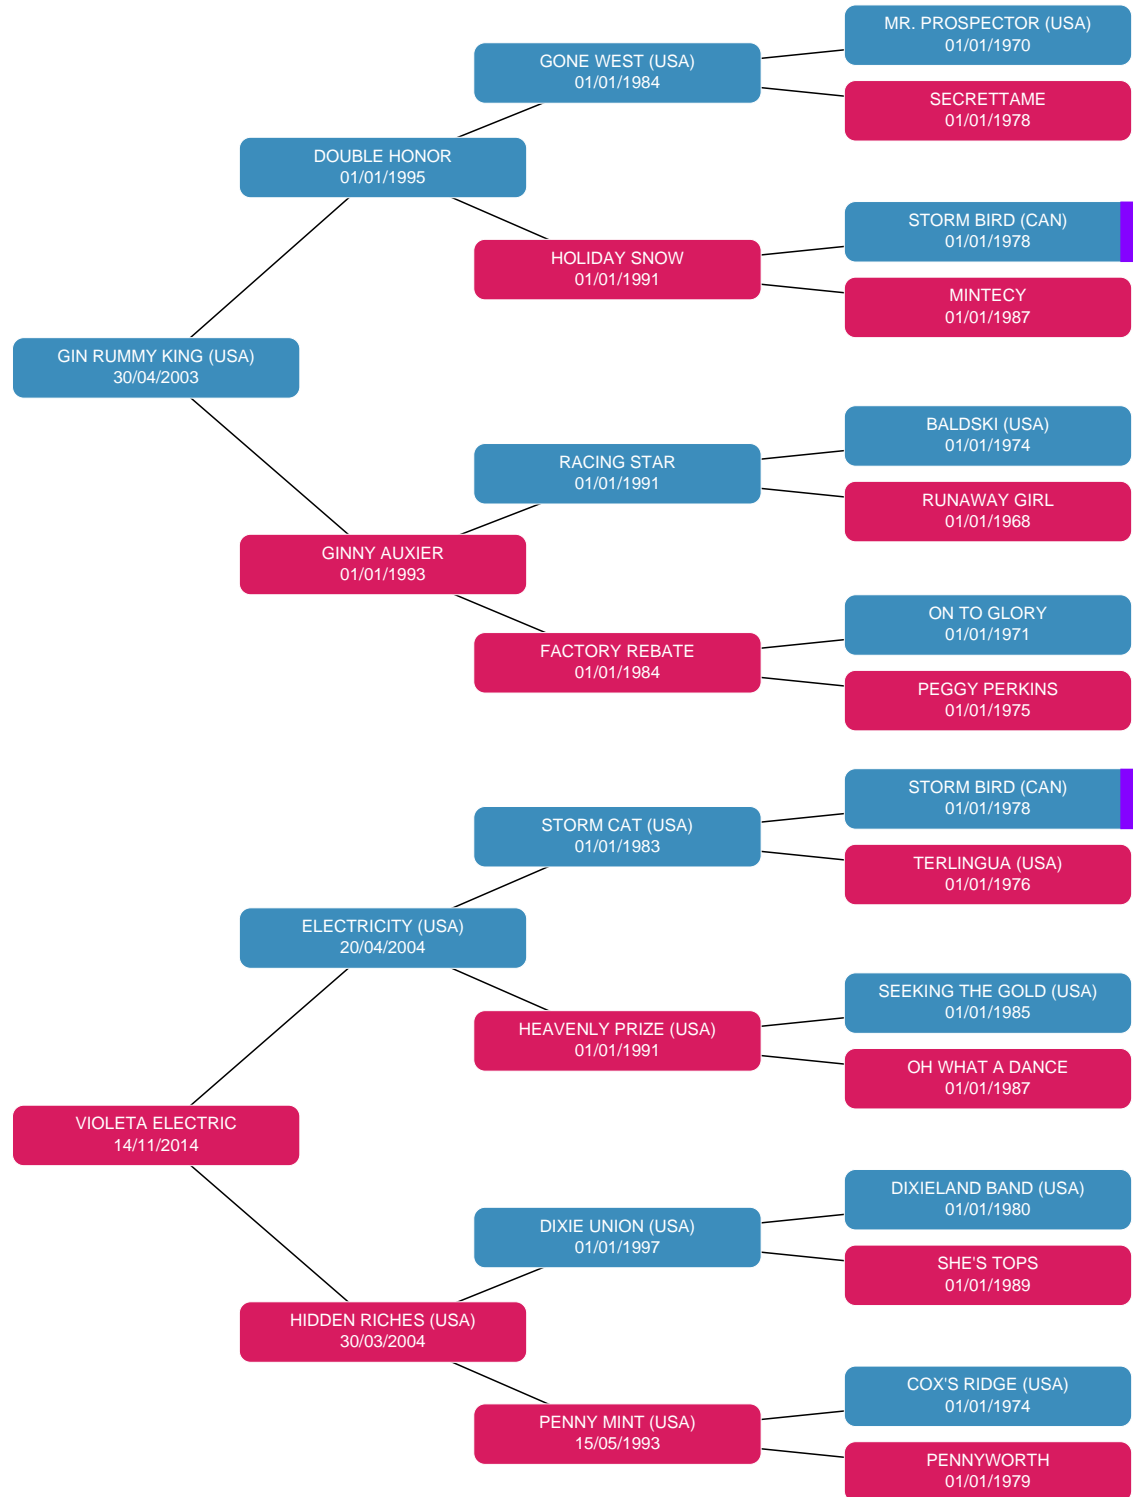 MR. PROSPECTOR (USA)
01/01/1970
GONE WEST (USA)
01/01/1984
SECRETTAME
01/01/1978
DOUBLE HONOR
01/01/1995
STORM BIRD (CAN)
01/01/1978
HOLIDAY SNOW
01/01/1991
MINTECY
01/01/1987
GIN RUMMY KING (USA)
30/04/2003
BALDSKI (USA)
01/01/1974
RACING STAR
01/01/1991
RUNAWAY GIRL
01/01/1968
GINNY AUXIER
01/01/1993
ON TO GLORY
01/01/1971
FACTORY REBATE
01/01/1984
PEGGY PERKINS
01/01/1975
STORM BIRD (CAN)
01/01/1978
STORM CAT (USA)
01/01/1983
TERLINGUA (USA)
01/01/1976
ELECTRICITY (USA)
20/04/2004
SEEKING THE GOLD (USA)
01/01/1985
HEAVENLY PRIZE (USA)
01/01/1991
OH WHAT A DANCE
01/01/1987
VIOLETA ELECTRIC
14/11/2014
DIXIELAND BAND (USA)
01/01/1980
DIXIE UNION (USA)
01/01/1997
SHE'S TOPS
01/01/1989
HIDDEN RICHES (USA)
30/03/2004
COX'S RIDGE (USA)
01/01/1974
PENNY MINT (USA)
15/05/1993
PENNYWORTH
01/01/1979